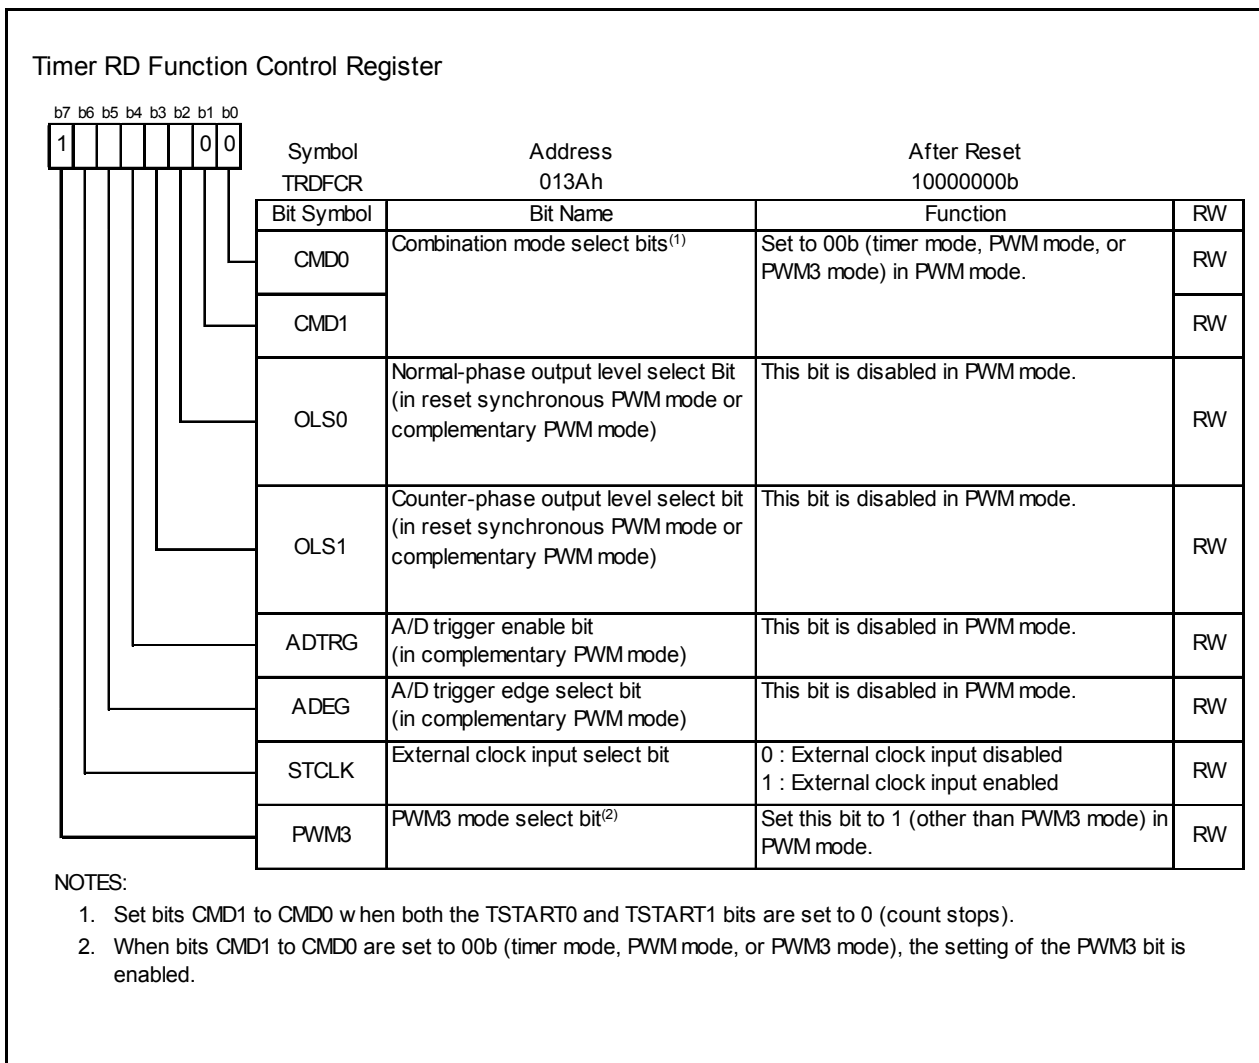 Timer RD Function Control Register
b7 b6 b5 b4 b3 b2 b1 b0
1 0 0
Symbol Address After Reset
TRDFCR 013Ah 10000000b
Bit Symbol Bit Name Function RW
CMD0 Combination mode select bits(1) Set to 00b (timer mode, PWM mode, or RW
PWM3 mode) in PWM mode.
CMD1 RW
OLS0 Normal-phase output level select Bit This bit is disabled in PWM mode. RW
(in reset synchronous PWM mode or
complementary PWM mode)
OLS1 Counter-phase output level select bit This bit is disabled in PWM mode. RW
(in reset synchronous PWM mode or
complementary PWM mode)
ADTRG A/D trigger enable bit This bit is disabled in PWM mode. RW
(in complementary PWM mode)
ADEG A/D trigger edge select bit This bit is disabled in PWM mode. RW
(in complementary PWM mode)
STCLK External clock input select bit 0 : External clock input disabled RW
1 : External clock input enabled
PWM3 PWM3 mode select bit(2) Set this bit to 1 (other than PWM3 mode) in RW
PWM mode.
NOTES:
1. Set bits CMD1 to CMD0 when both the TSTART0 and TSTART1 bits are set to 0 (count stops).
2. When bits CMD1 to CMD0 are set to 00b (timer mode, PWM mode, or PWM3 mode), the setting of the PWM3 bit is
enabled.